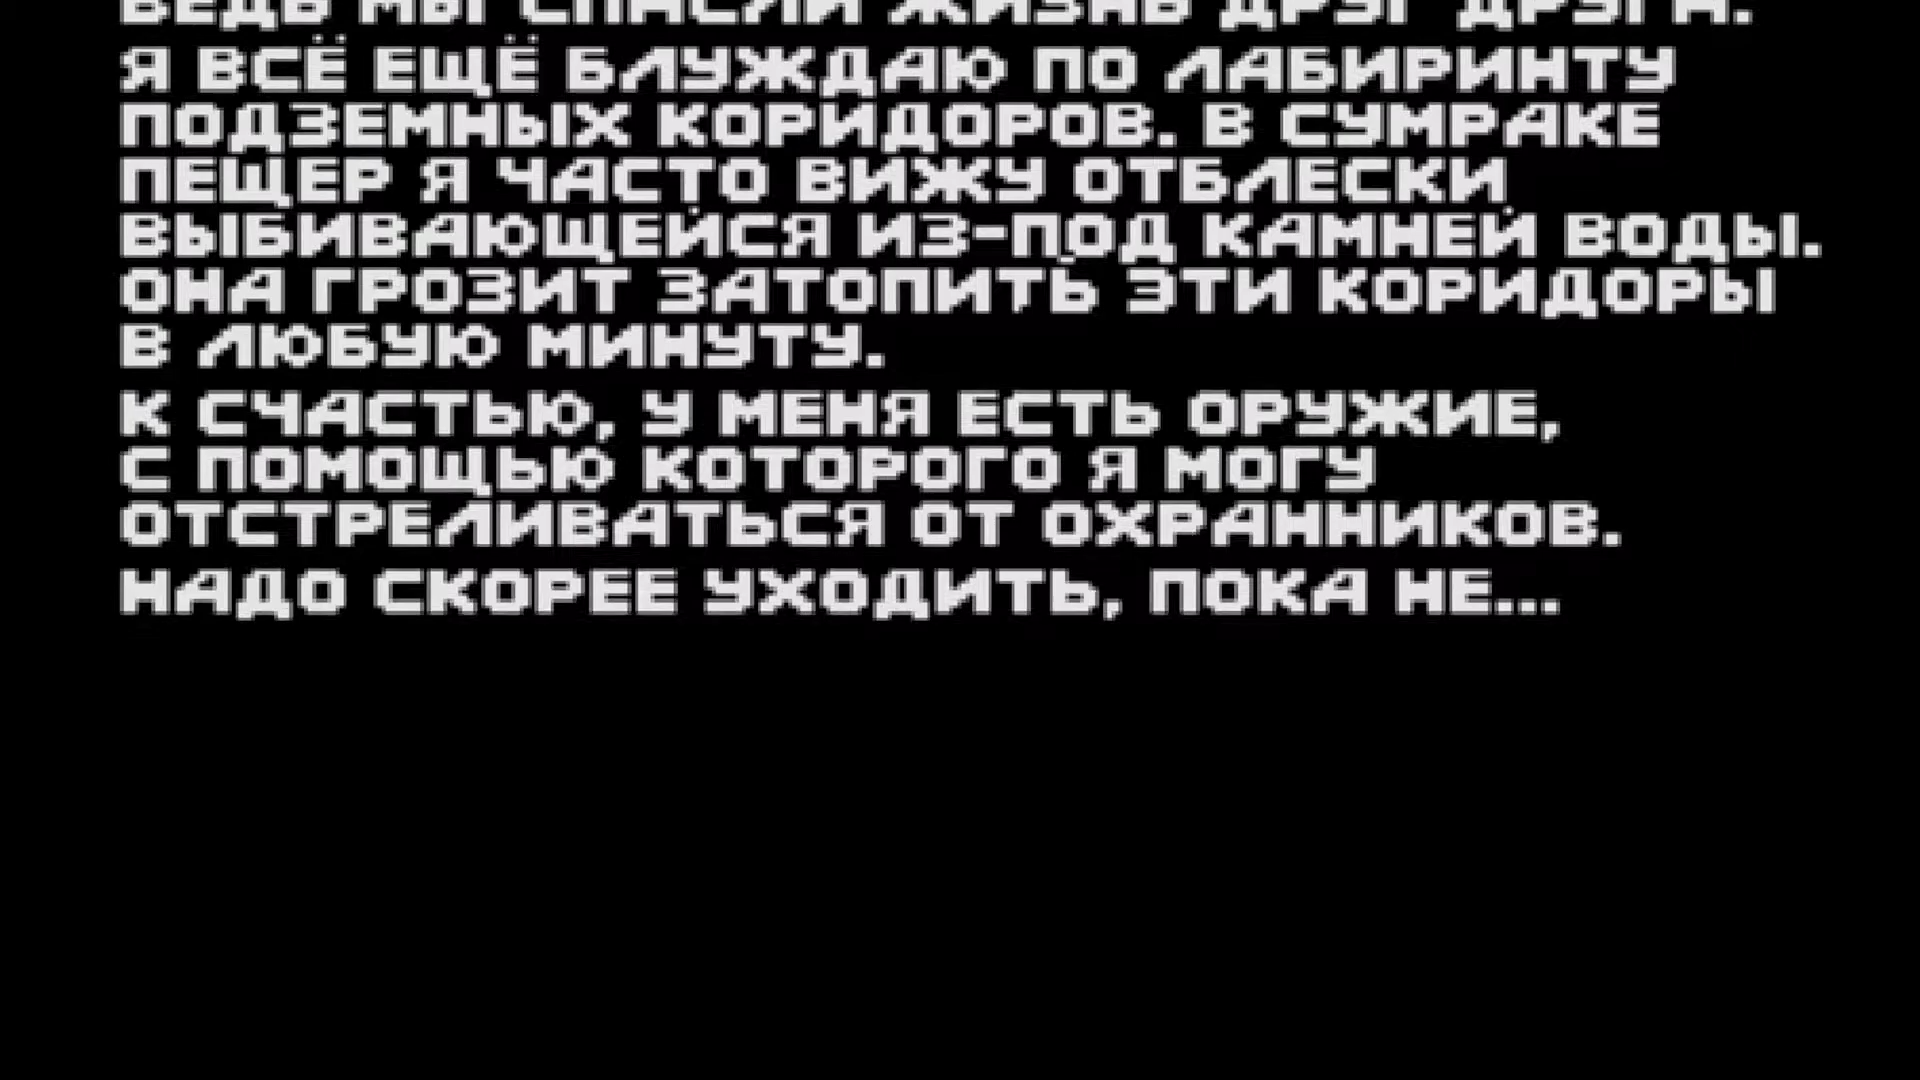 ВЕДЬ МЫ СПАСЛИ ЖИЗНЬ ДРУГ ДРУГА.
Я ВСЁ ЕЩЁ БЛУЖДАЮ ПО ЛАБИРИНТУ
ПОДЗЕМНЫХ КОРИДОРОВ. В СУМРАКЕ
ПЕЩЕР Я ЧАСТО ВИЖУ ОТБЛЕСКИ
ВЫБИВАЮЩЕЙСЯ ИЗ-ПОД КАМНЕЙ ВОДЫ.
ОНА ГРОЗИТ ЗАТОПИТЬ ЭТИ КОРИДОРЫ
В ЛЮБУЮ МИНУТУ.
К СЧАСТЬЮ, У МЕНЯ ЕСТЬ ОРУЖИЕ,
С ПОМОЩЬЮ КОТОРОГО Я МОГУ
ОТСТРЕЛИВАТЬСЯ ОТ ОХРАННИКОВ.
НАДО СКОРЕЕ УХОДИТЬ, ПОКА НЕ...